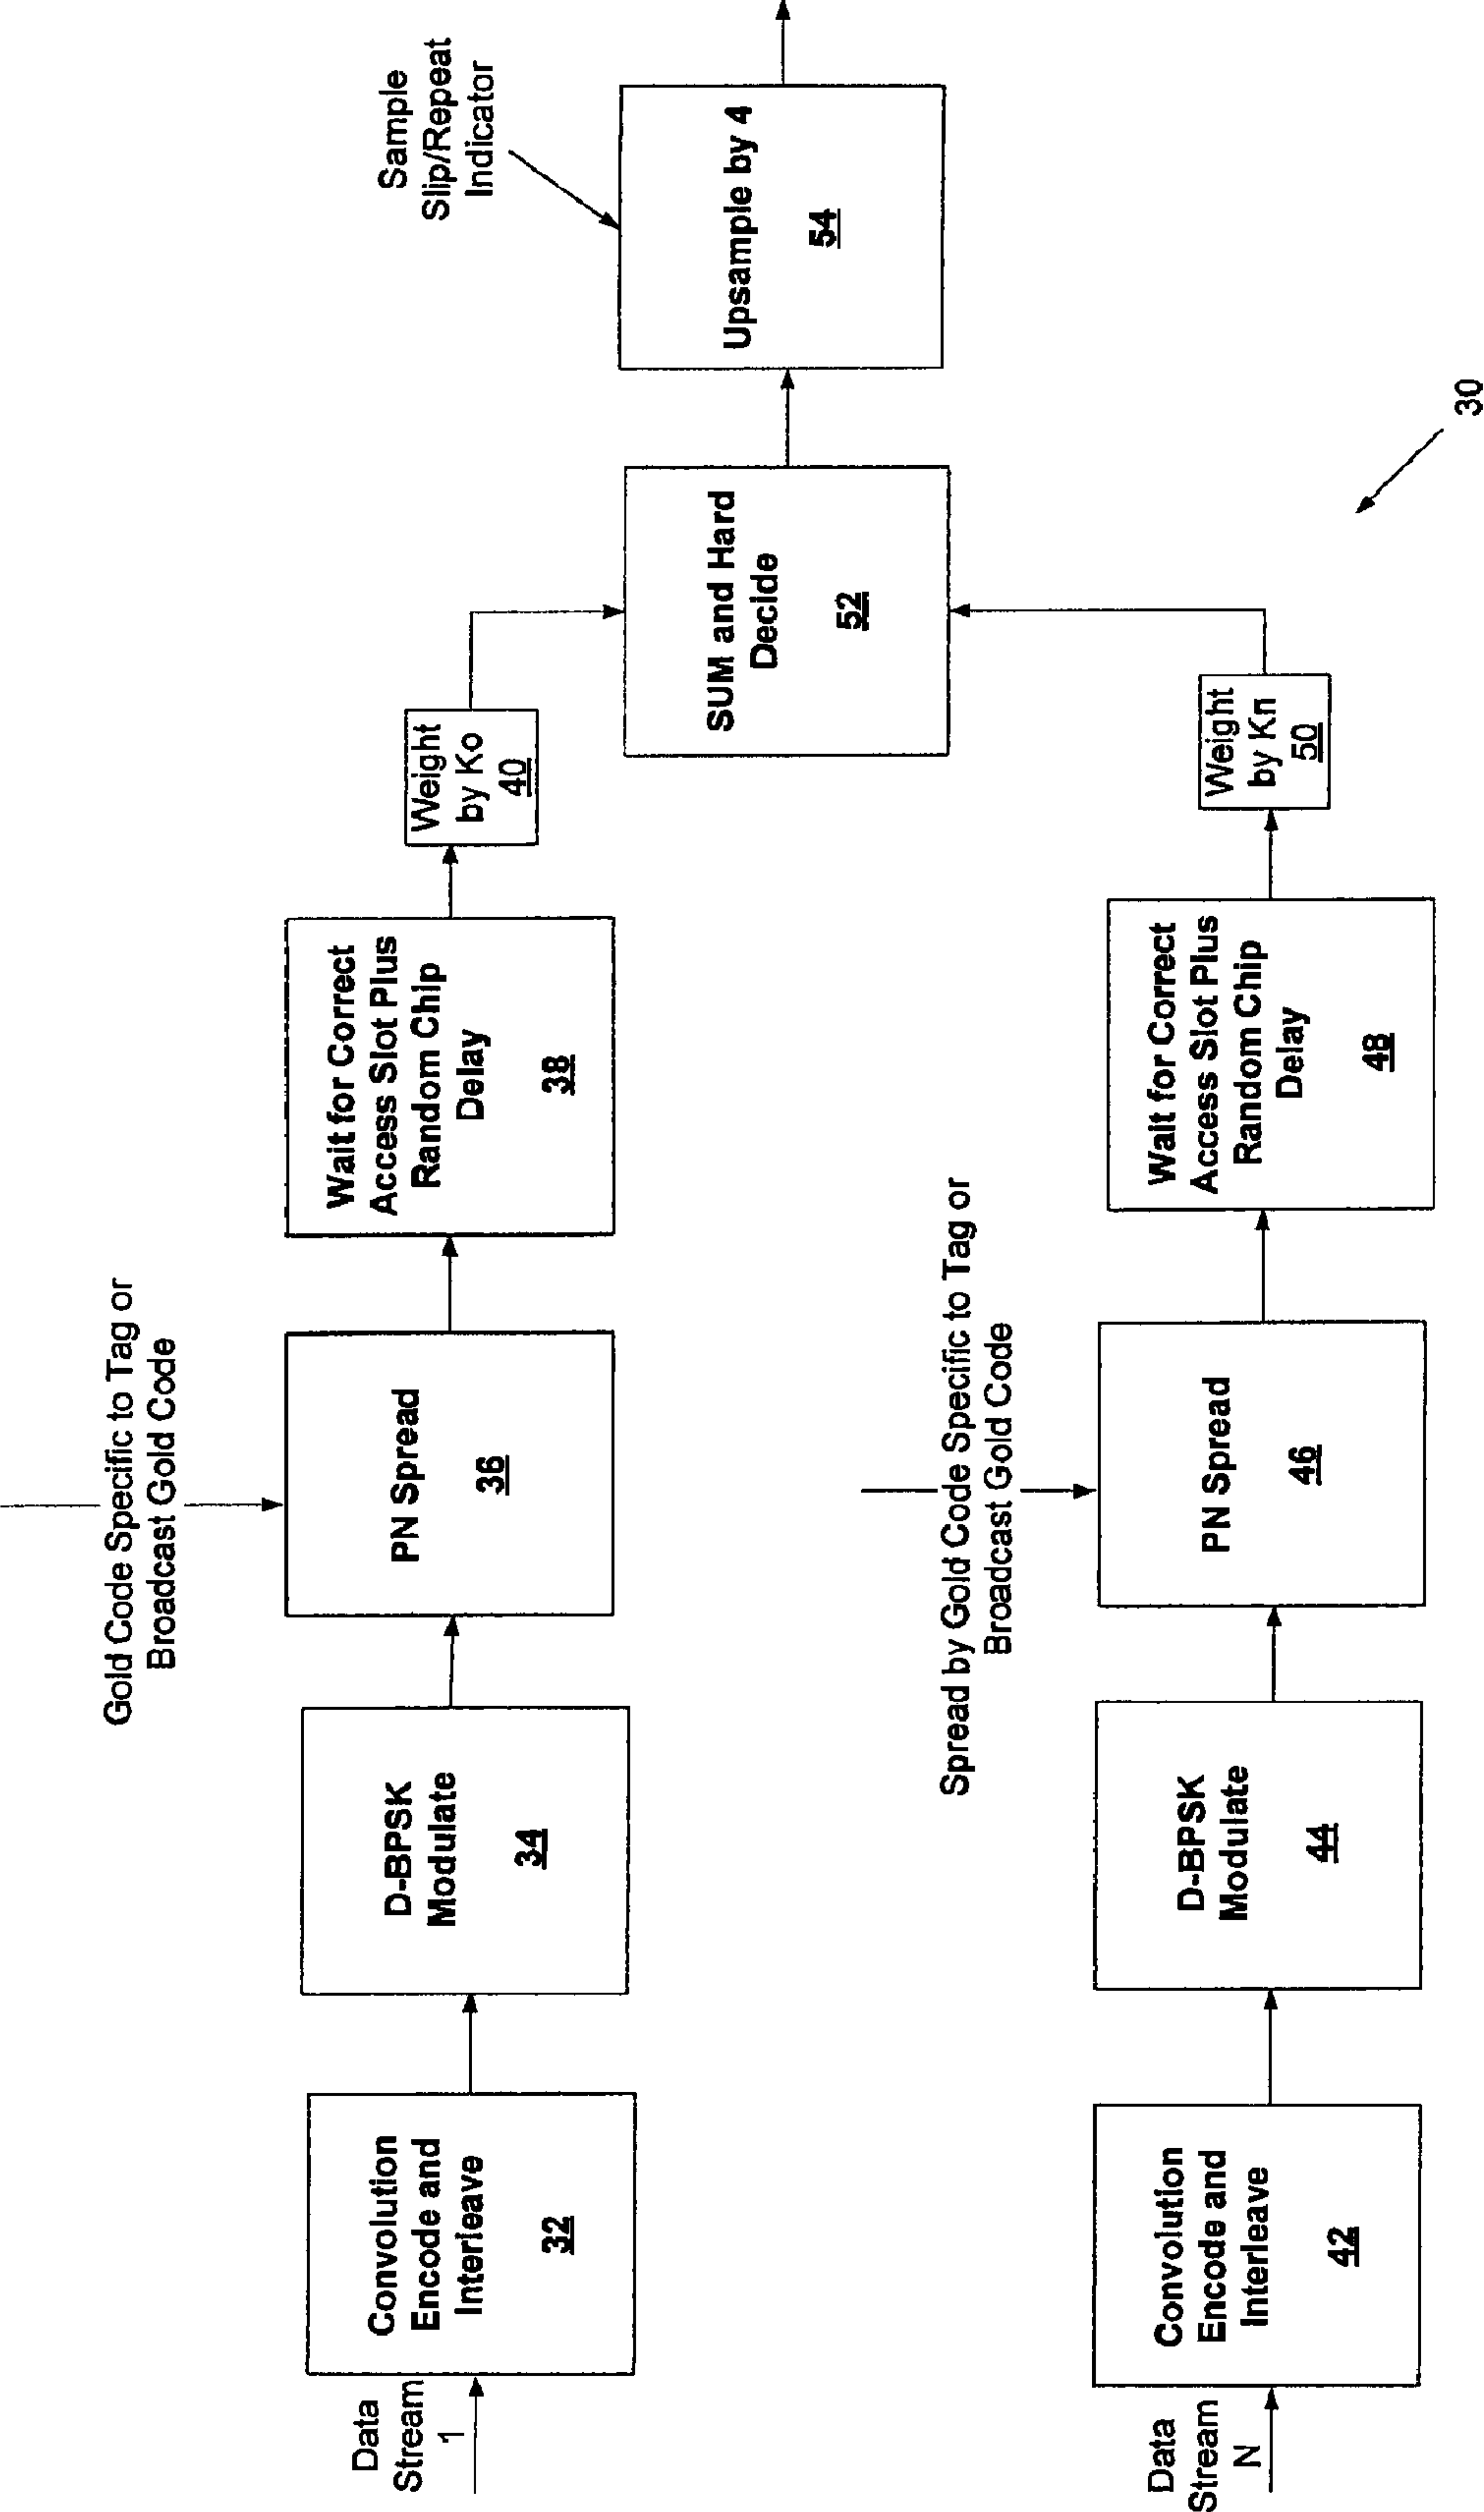 Data
Stream
1
Convolution
Encode and
Interleave
32
D-BPSK
Modulate
34
Gold Code Specific to Tag or
Broadcast Gold Code
PN Spread
36
Wait for Correct
Access Slot Plus
Random Chip
Delay
38
Weight
by Ko
40
SUM and Hard
Decide
52
Sample
Slip/Repeat
Indicator
Upsample by 4
54
Data
Stream
N
Convolution
Encode and
Interleave
42
D-BPSK
Modulate
44
Spread by Gold Code Specific to Tag or
Broadcast Gold Code
PN Spread
46
Wait for Correct
Access Slot Plus
Random Chip
Delay
48
Weight
by Kn
50
30